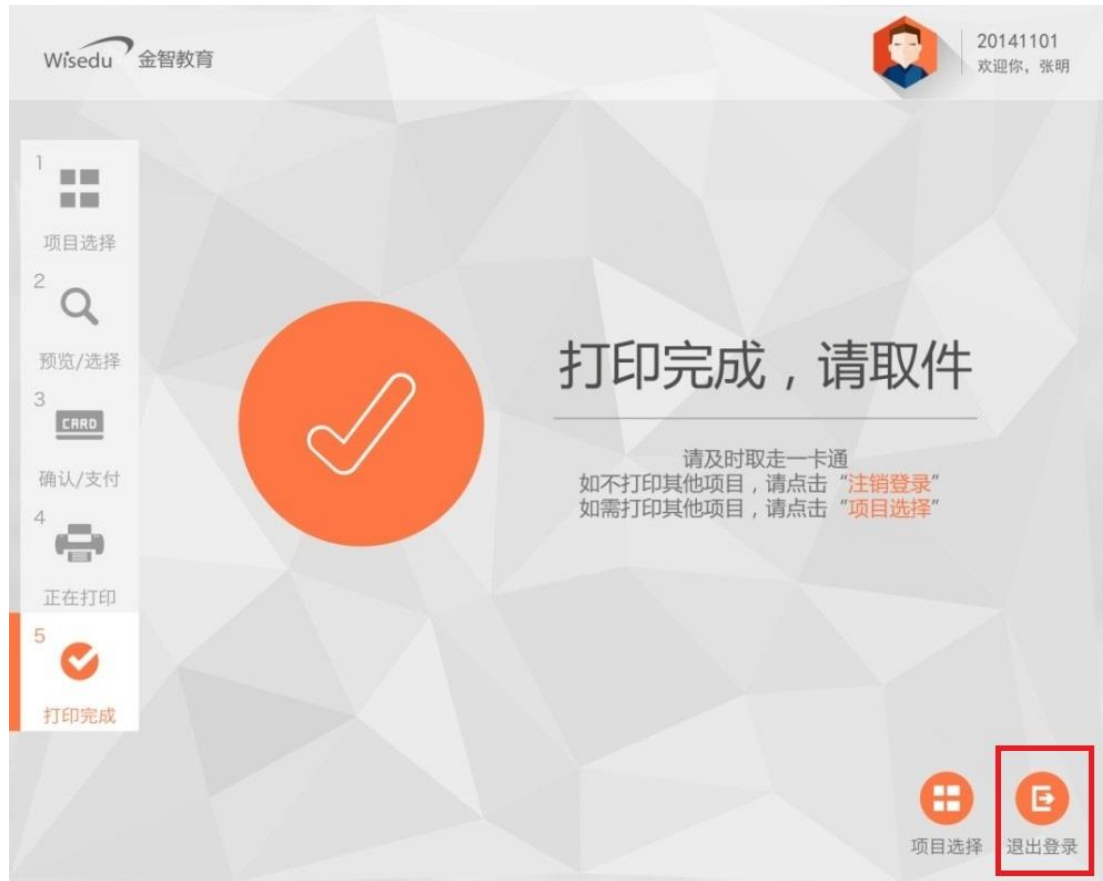 Wisedu 金智教育
20141101
欢迎你，张明
1
项目选择
2
预览/选择
3
CARD
确认/支付
4
正在打印
5
打印完成
打印完成，请取件
请及时取走一卡通
如不打印其他项目，请点击“注销登录”
如需打印其他项目，请点击“项目选择”
项目选择
退出登录